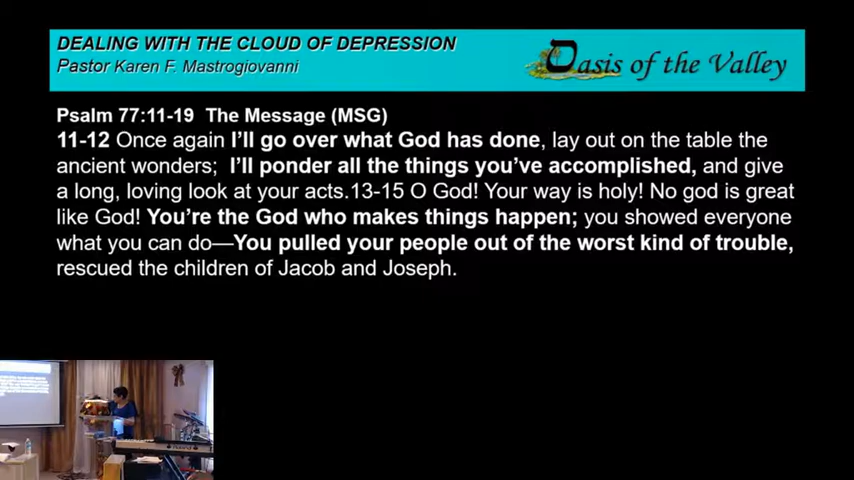 DEALING WITH THE CLOUD OF DEPRESSION
Pastor Karen F. Mastrogiovanni
Oasis of the Valley
Psalm 77:11-19 The Message (MSG)
11-12 Once again I'll go over what God has done, lay out on the table the
ancient wonders; I'll ponder all the things you've accomplished, and give
a long, loving look at your acts.13-15 O God! Your way is holy! No god is great
like God! You're the God who makes things happen; you showed everyone
what you can do—You pulled your people out of the worst kind of trouble,
rescued the children of Jacob and Joseph.